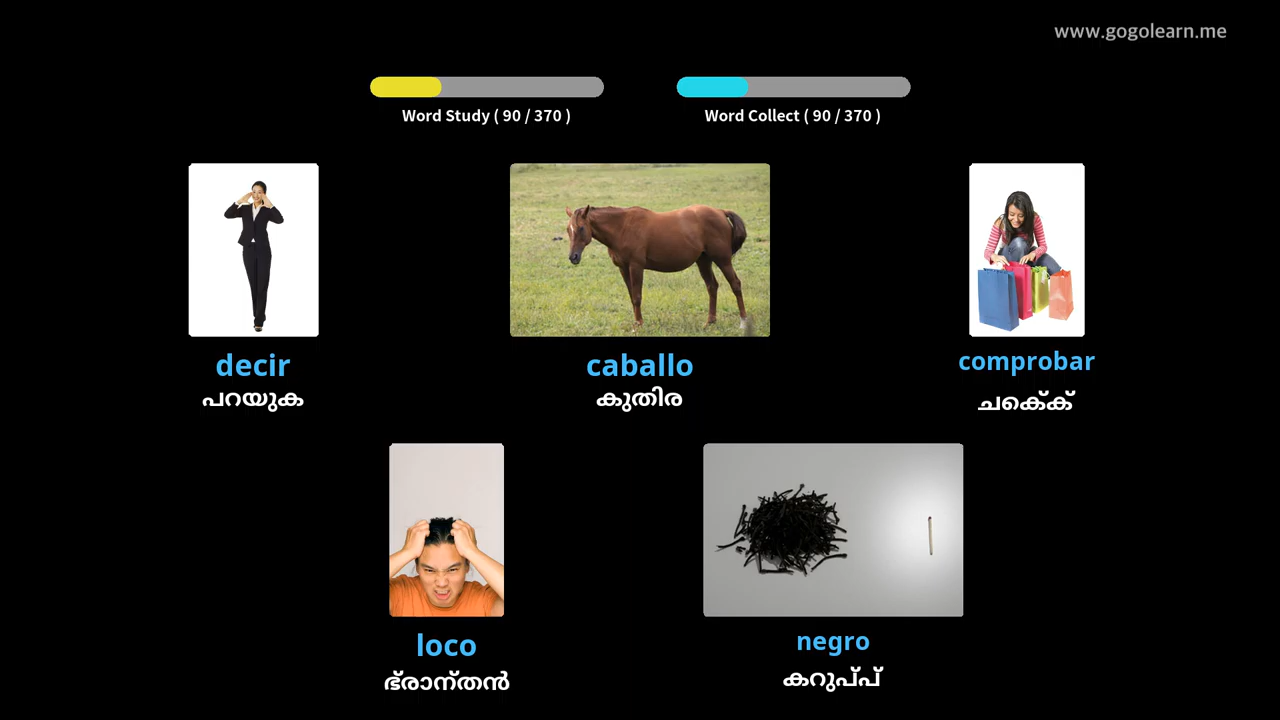 www.gogolearn.me
Word Study ( 90 / 370 )
Word Collect ( 90 / 370 )
decir
പറയുക
caballo
കുതിര
comprobar
ചക്കെ്
loco
ഭ്രാന്തൻ
negro
കറുപ്പ്